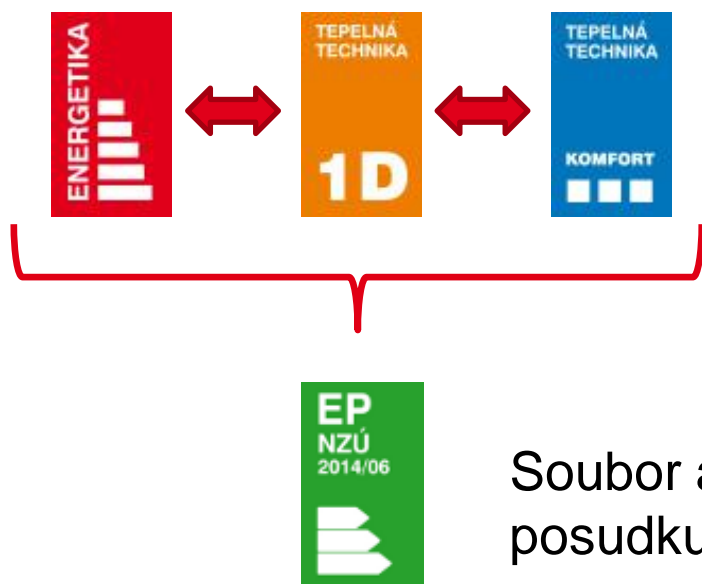 ENERGETIKA
TEPELNÁ
TECHNIKA
1D
TEPELNÁ
TECHNIKA
KOMFORT
EP
NZÚ
2014/06
Soubor a
posudku